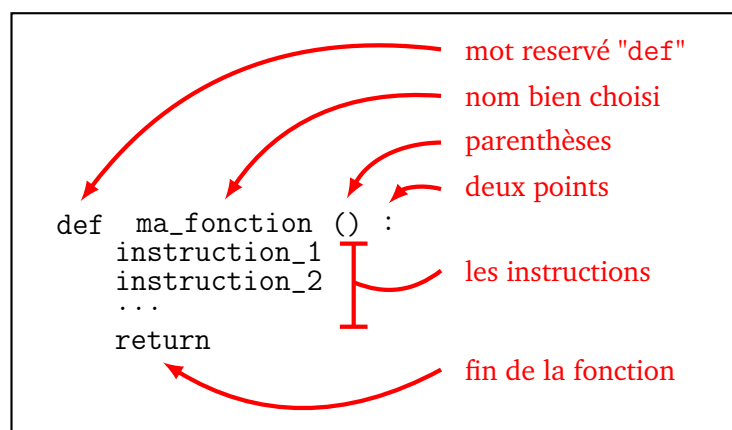 mot reservé "def"
nom bien choisi
parenthèses
deux points
def ma_fonction () :
instruction_1
instruction_2
les instructions
...
return
fin de la fonction